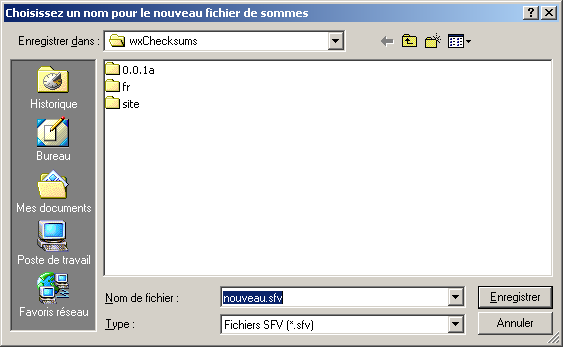 Choisissez un nom pour le nouveau fichier de sommes
Enregistrer dans : wxChecksums
0.0.1a
fr
site
Historique
Bureau
Mes documents
Poste de travail
Favoris réseau
Nom de fichier : nouveau.sfv Enregistrer
Type : Fichiers SFV (*.sfv) Annuler